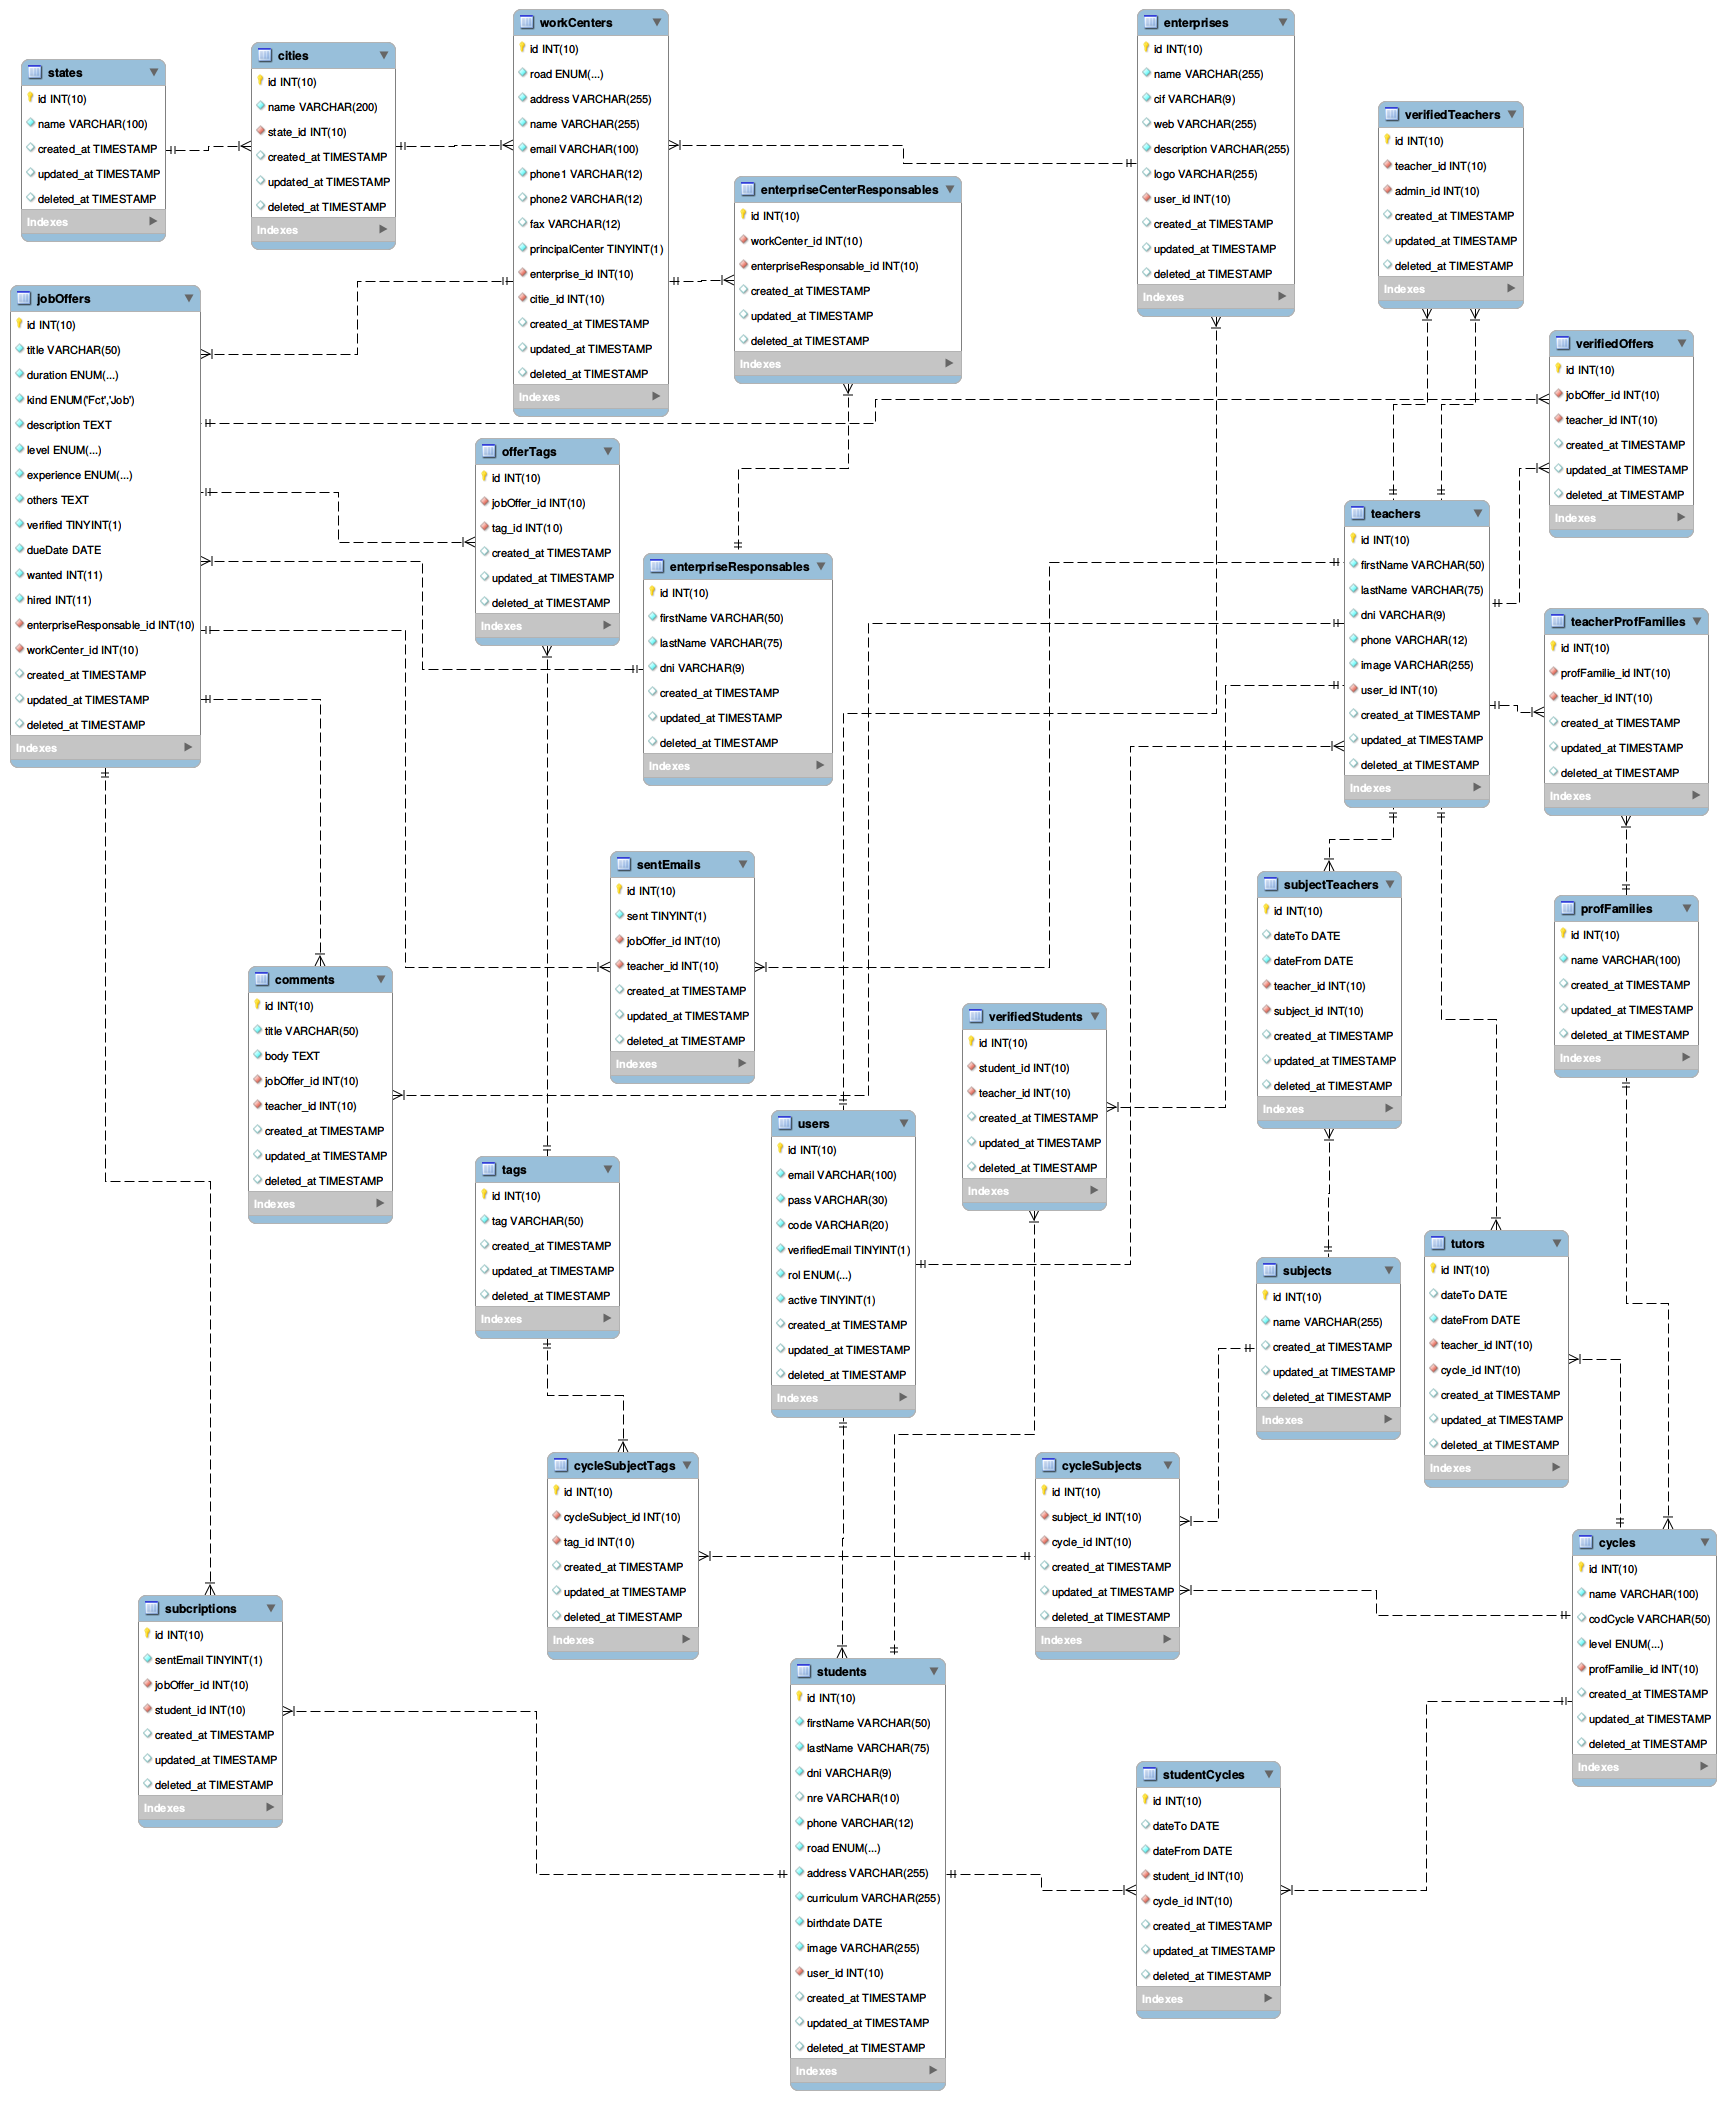 states
id INT(10)
name VARCHAR(100)
created_at TIMESTAMP
updated_at TIMESTAMP
deleted_at TIMESTAMP
Indexes
cities
id INT(10)
name VARCHAR(200)
state_id INT(10)
created_at TIMESTAMP
updated_at TIMESTAMP
deleted_at TIMESTAMP
Indexes
workCenters
id INT(10)
road ENUM(...)
address VARCHAR(255)
name VARCHAR(255)
email VARCHAR(100)
phone1 VARCHAR(12)
phone2 VARCHAR(12)
fax VARCHAR(12)
principalCenter TINYINT(1)
enterprise_id INT(10)
citie_id INT(10)
created_at TIMESTAMP
updated_at TIMESTAMP
deleted_at TIMESTAMP
Indexes
enterprises
id INT(10)
name VARCHAR(255)
cif VARCHAR(9)
web VARCHAR(255)
description VARCHAR(255)
logo VARCHAR(255)
user_id INT(10)
created_at TIMESTAMP
updated_at TIMESTAMP
deleted_at TIMESTAMP
Indexes
verifiedTeachers
id INT(10)
teacher_id INT(10)
admin_id INT(10)
created_at TIMESTAMP
updated_at TIMESTAMP
deleted_at TIMESTAMP
Indexes
enterpriseCenterResponsables
id INT(10)
workCenter_id INT(10)
enterpriseResponsable_id INT(10)
created_at TIMESTAMP
updated_at TIMESTAMP
deleted_at TIMESTAMP
Indexes
jobOffers
id INT(10)
title VARCHAR(50)
duration ENUM(...)
kind ENUM('Fct','Job')
description TEXT
level ENUM(...)
experience ENUM(...)
others TEXT
verified TINYINT(1)
dueDate DATE
wanted INT(11)
hired INT(11)
enterpriseResponsable_id INT(10)
workCenter_id INT(10)
created_at TIMESTAMP
updated_at TIMESTAMP
deleted_at TIMESTAMP
Indexes
verifiedOffers
id INT(10)
jobOffer_id INT(10)
teacher_id INT(10)
created_at TIMESTAMP
updated_at TIMESTAMP
deleted_at TIMESTAMP
Indexes
offerTags
id INT(10)
jobOffer_id INT(10)
tag_id INT(10)
created_at TIMESTAMP
updated_at TIMESTAMP
deleted_at TIMESTAMP
Indexes
teachers
id INT(10)
firstName VARCHAR(50)
lastName VARCHAR(75)
dni VARCHAR(9)
phone VARCHAR(12)
image VARCHAR(255)
user_id INT(10)
created_at TIMESTAMP
updated_at TIMESTAMP
deleted_at TIMESTAMP
Indexes
enterpriseResponsables
id INT(10)
firstName VARCHAR(50)
lastName VARCHAR(75)
dni VARCHAR(9)
created_at TIMESTAMP
updated_at TIMESTAMP
deleted_at TIMESTAMP
Indexes
teacherProfFamilies
id INT(10)
profFamilie_id INT(10)
teacher_id INT(10)
created_at TIMESTAMP
updated_at TIMESTAMP
deleted_at TIMESTAMP
Indexes
sentEmails
id INT(10)
sent TINYINT(1)
jobOffer_id INT(10)
teacher_id INT(10)
created_at TIMESTAMP
updated_at TIMESTAMP
deleted_at TIMESTAMP
Indexes
subjectTeachers
id INT(10)
dateTo DATE
dateFrom DATE
teacher_id INT(10)
subject_id INT(10)
created_at TIMESTAMP
updated_at TIMESTAMP
deleted_at TIMESTAMP
Indexes
profFamilies
id INT(10)
name VARCHAR(100)
created_at TIMESTAMP
updated_at TIMESTAMP
deleted_at TIMESTAMP
Indexes
comments
id INT(10)
title VARCHAR(50)
body TEXT
jobOffer_id INT(10)
teacher_id INT(10)
created_at TIMESTAMP
updated_at TIMESTAMP
deleted_at TIMESTAMP
Indexes
verifiedStudents
id INT(10)
student_id INT(10)
teacher_id INT(10)
created_at TIMESTAMP
updated_at TIMESTAMP
deleted_at TIMESTAMP
Indexes
users
id INT(10)
email VARCHAR(100)
pass VARCHAR(30)
code VARCHAR(20)
verifiedEmail TINYINT(1)
rol ENUM(...)
active TINYINT(1)
created_at TIMESTAMP
updated_at TIMESTAMP
deleted_at TIMESTAMP
Indexes
tags
id INT(10)
tag VARCHAR(50)
created_at TIMESTAMP
updated_at TIMESTAMP
deleted_at TIMESTAMP
Indexes
tutors
id INT(10)
dateTo DATE
dateFrom DATE
teacher_id INT(10)
cycle_id INT(10)
created_at TIMESTAMP
updated_at TIMESTAMP
deleted_at TIMESTAMP
Indexes
subjects
id INT(10)
name VARCHAR(255)
created_at TIMESTAMP
updated_at TIMESTAMP
deleted_at TIMESTAMP
Indexes
cycleSubjectTags
id INT(10)
cycleSubject_id INT(10)
tag_id INT(10)
created_at TIMESTAMP
updated_at TIMESTAMP
deleted_at TIMESTAMP
Indexes
cycleSubjects
id INT(10)
subject_id INT(10)
cycle_id INT(10)
created_at TIMESTAMP
updated_at TIMESTAMP
deleted_at TIMESTAMP
Indexes
cycles
id INT(10)
name VARCHAR(100)
codCycle VARCHAR(50)
level ENUM(...)
profFamilie_id INT(10)
created_at TIMESTAMP
updated_at TIMESTAMP
deleted_at TIMESTAMP
Indexes
subcriptions
id INT(10)
sentEmail TINYINT(1)
jobOffer_id INT(10)
student_id INT(10)
created_at TIMESTAMP
updated_at TIMESTAMP
deleted_at TIMESTAMP
Indexes
students
id INT(10)
firstName VARCHAR(50)
lastName VARCHAR(75)
dni VARCHAR(9)
nre VARCHAR(10)
phone VARCHAR(12)
road ENUM(...)
address VARCHAR(255)
curriculum VARCHAR(255)
birthdate DATE
image VARCHAR(255)
user_id INT(10)
created_at TIMESTAMP
updated_at TIMESTAMP
deleted_at TIMESTAMP
Indexes
studentCycles
id INT(10)
dateTo DATE
dateFrom DATE
student_id INT(10)
cycle_id INT(10)
created_at TIMESTAMP
updated_at TIMESTAMP
deleted_at TIMESTAMP
Indexes